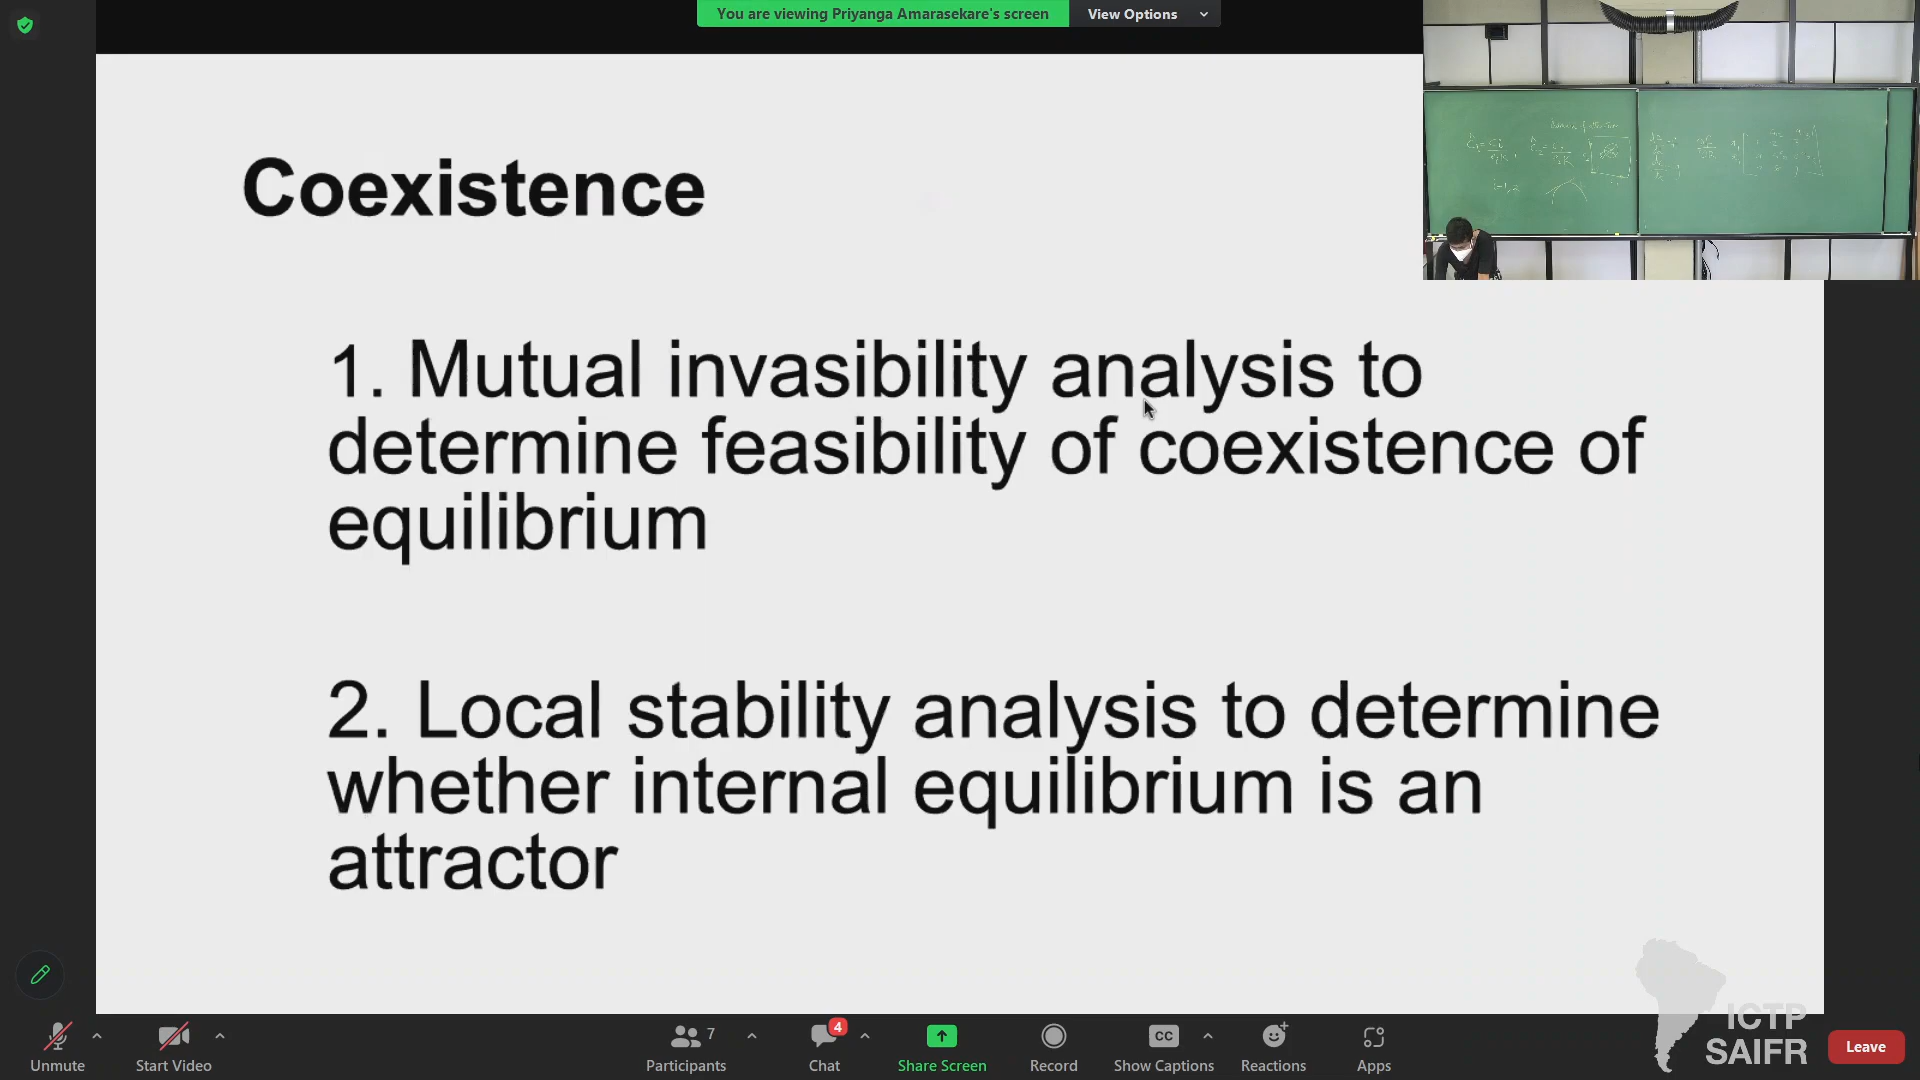 You are viewing Priyanga Amarasekare's screen
View Options
Coexistence
1. Mutual invasibility analysis to
determine feasibility of coexistence of
equilibrium
2. Local stability analysis to determine
whether internal equilibrium is an
attractor
ICTP
SAIFR
7
4
CC
Unmute
Start Video
Participants
Chat
Share Screen
Record
Show Captions
Reactions
Apps
Leave